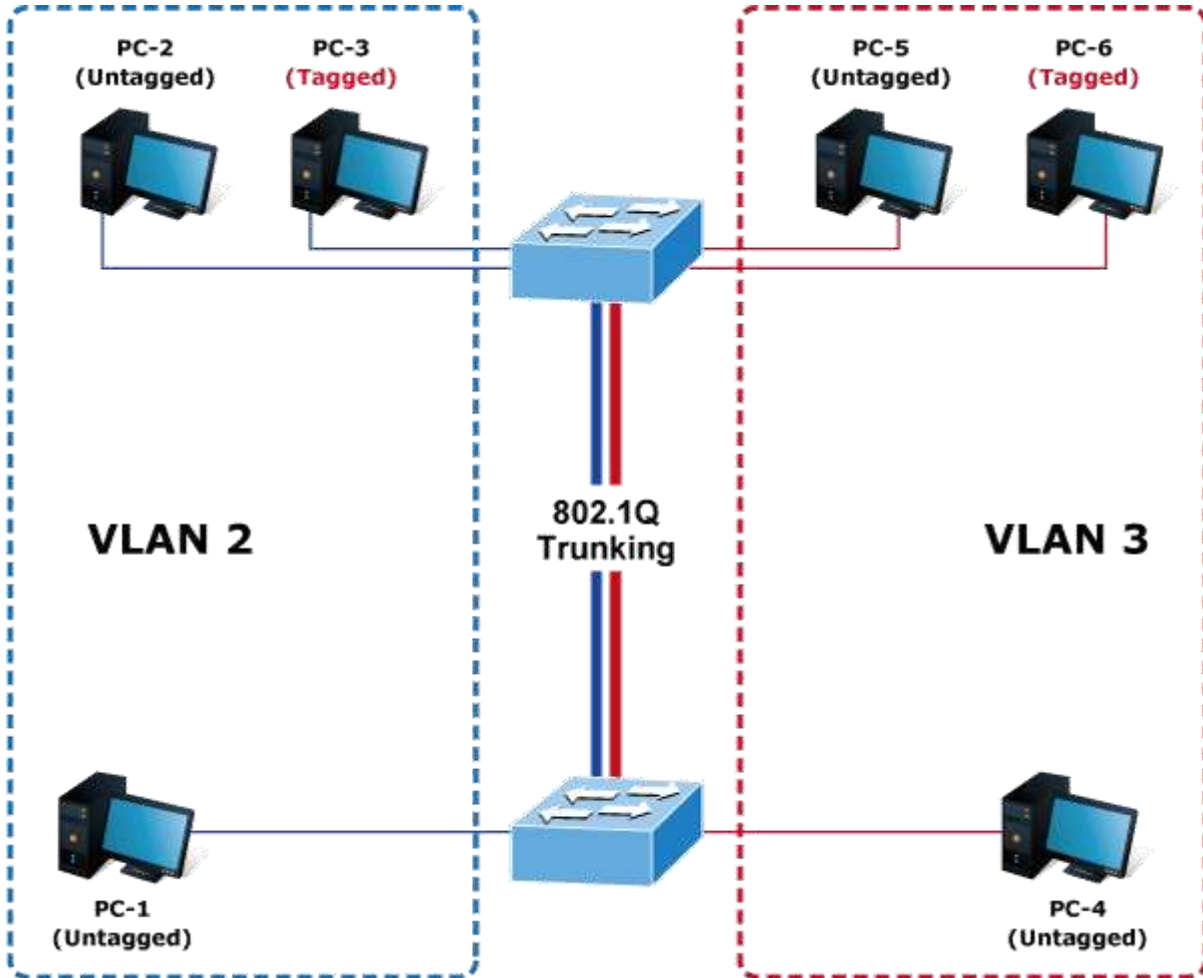 PC-2
(Untagged)
PC-3
(Tagged)
PC-5
(Untagged)
PC-6
(Tagged)
802.1Q
Trunking
VLAN 2
VLAN 3
PC-1
(Untagged)
PC-4
(Untagged)